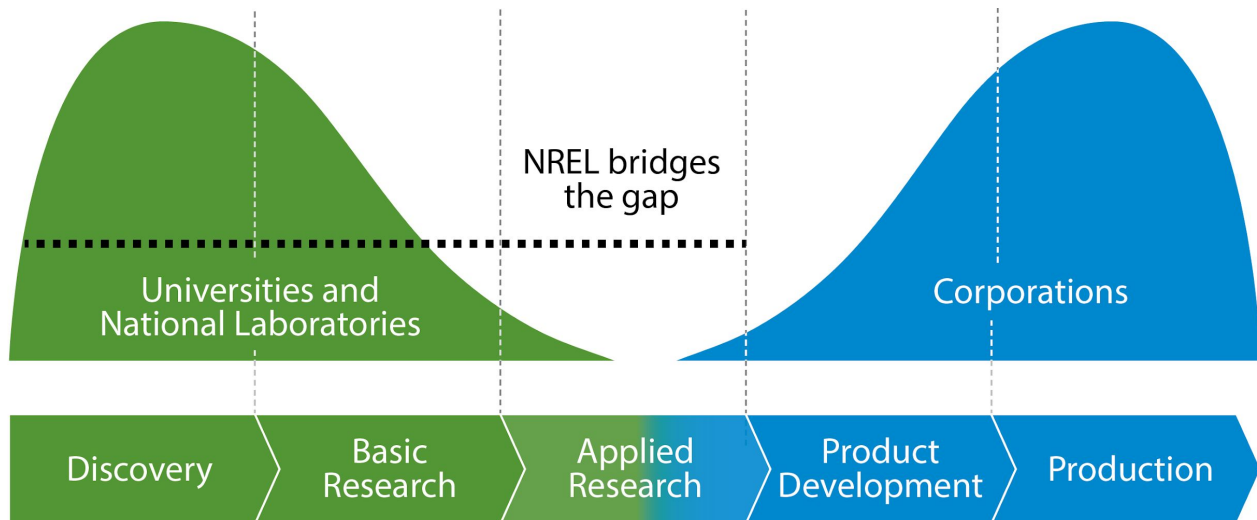 NREL bridges
the gap
Universities and
National Laboratories
Corporations
Discovery
Basic
Research
Applied
Research
Product
Development
Production